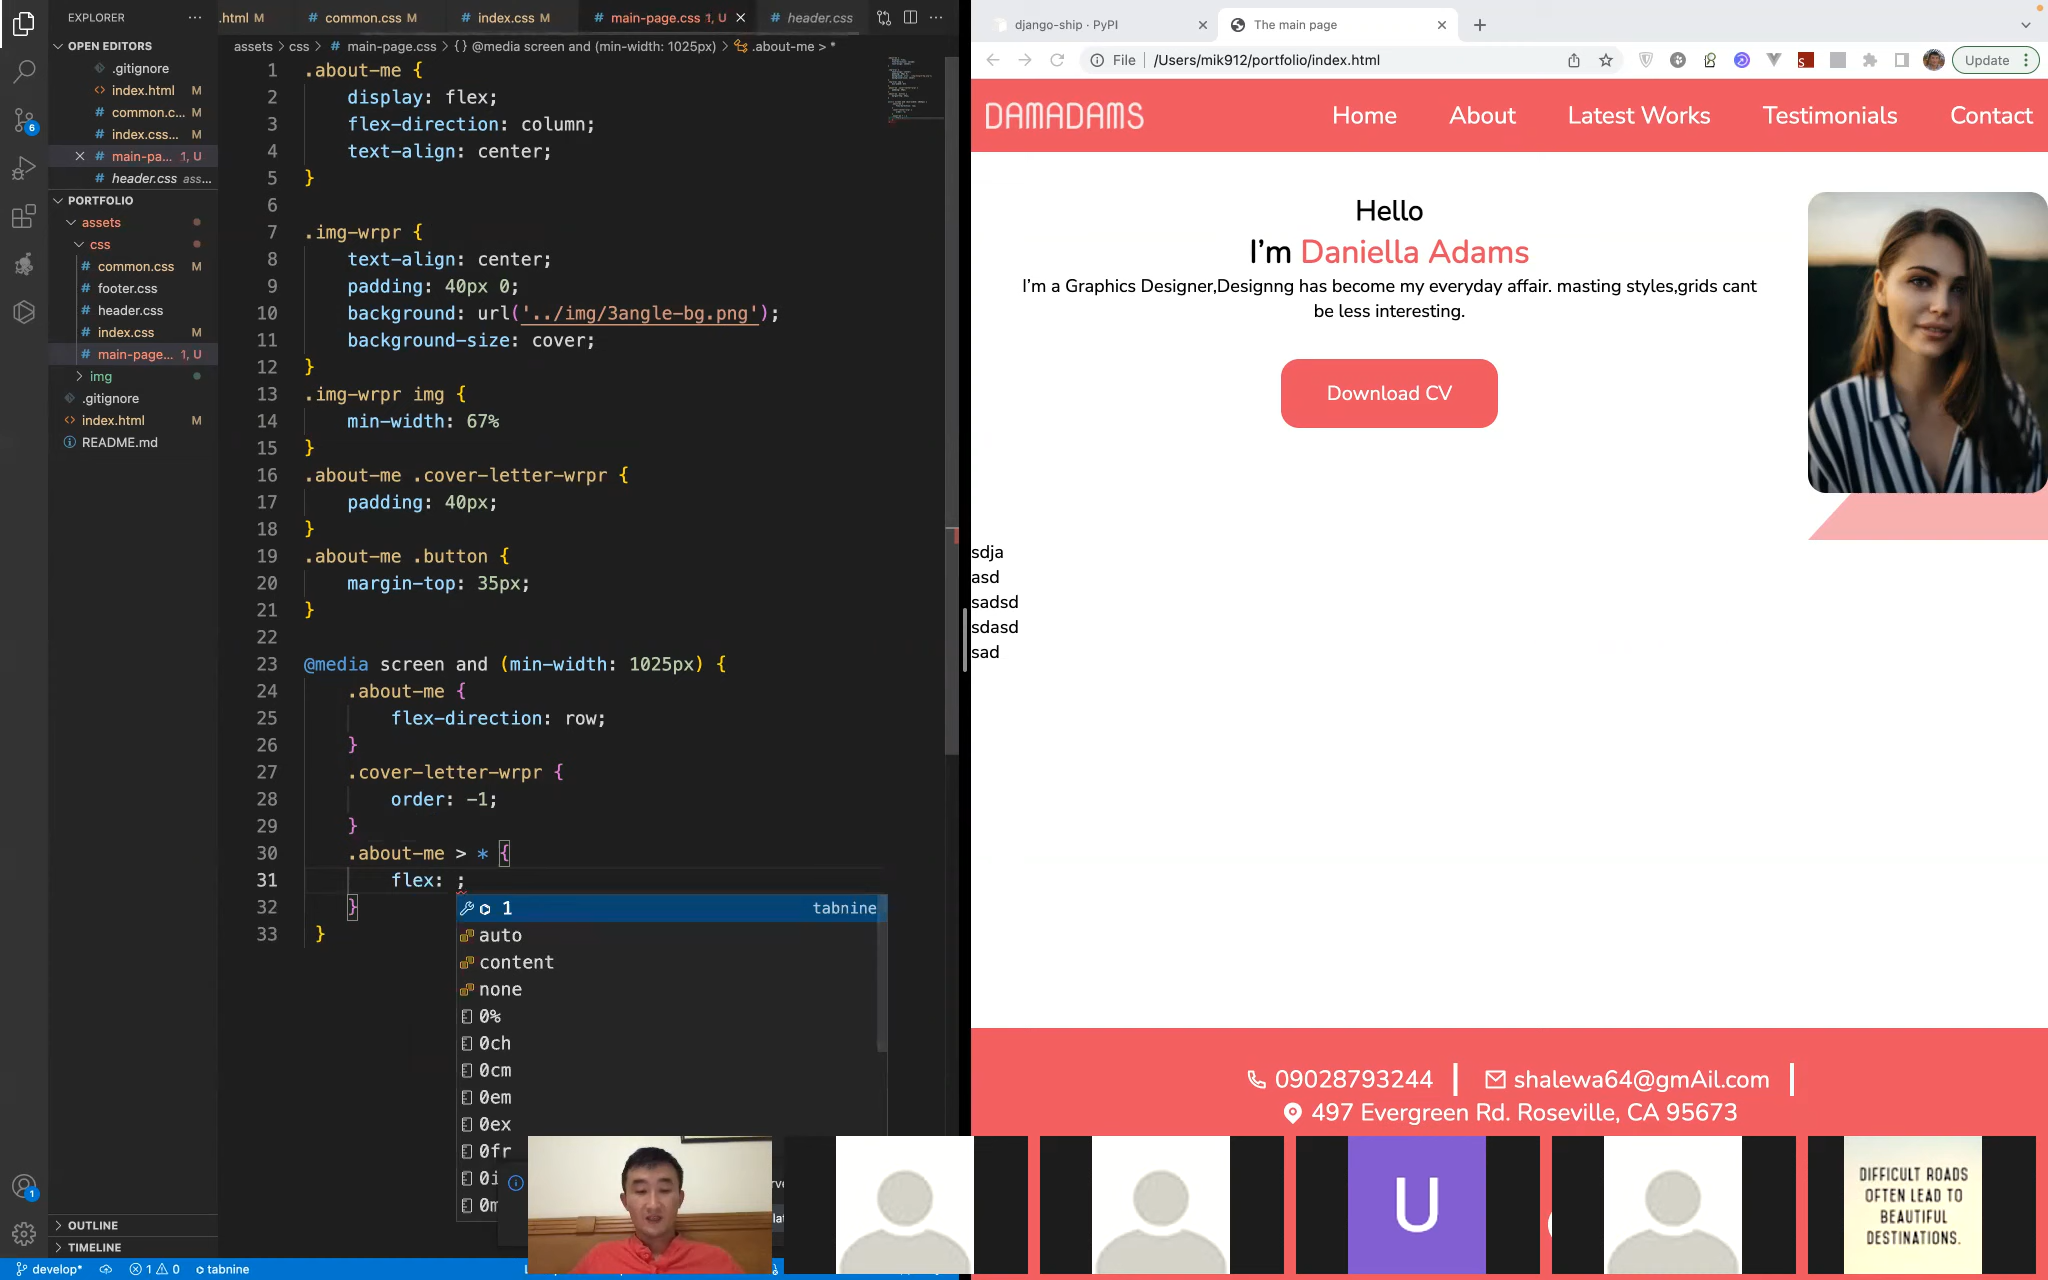 EXPLORER
OPEN EDITORS
.gitignore
index.html M
common.c... M
index.css... M
main-pa... 1, U
header.css ass...
PORTFOLIO
assets
css
common.css M
footer.css
header.css
index.css M
main-page... 1, U
img
.gitignore
index.html M
README.md
OUTLINE
TIMELINE
6
1
.html M
common.css M
index.css M
main-page.css 1, U
header.css
assets > css > # main-page.css > {} @media screen and (min-width: 1025px) > .about-me > *
1 .about-me {
2 display: flex;
3 flex-direction: column;
4 text-align: center;
5 }
6
7 .img-wrpr {
8 text-align: center;
9 padding: 40px 0;
10 background: url('../img/3angle-bg.png');
11 background-size: cover;
12 }
13 .img-wrpr img {
14 min-width: 67%
15 }
16 .about-me .cover-letter-wrpr {
17 padding: 40px;
18 }
19 .about-me .button {
20 margin-top: 35px;
21 }
22
23 @media screen and (min-width: 1025px) {
24 .about-me {
25 flex-direction: row;
26 }
27 .cover-letter-wrpr {
28 order: -1;
29 }
30 .about-me > * {
31 flex: ;
32 }
33 }
1 tabnine
auto
content
none
0%
0ch
0cm
0em
0ex
0fr
develop* 1 0 tabnine
django-ship · PyPI
The main page
File /Users/mik912/portfolio/index.html
Update
DAMADAMS
Home About Latest Works Testimonials Contact
Hello
I'm Daniella Adams
I'm a Graphics Designer,Designng has become my everyday affair. masting styles,grids cant
be less interesting.
Download CV
sdja
asd
sadsd
sdasd
sad
09028793244 | shalewa64@gmAil.com |
497 Evergreen Rd. Roseville, CA 95673
U
DIFFICULT ROADS
OFTEN LEAD TO
BEAUTIFUL
DESTINATIONS.